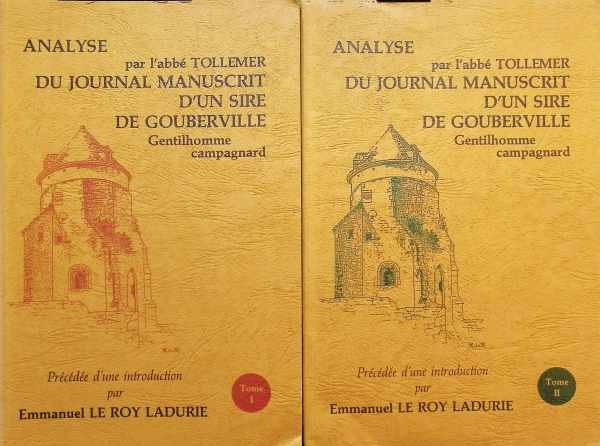 ANALYSE
par l'abbé TOLLEMER
DU JOURNAL MANUSCRIT
D'UN SIRE
DE GOUBERVILLE
Gentilhomme
campagnard
Précédée d'une introduction
par
Emmanuel LE ROY LADURIE
Tome
I
ANALYSE
par l'abbé TOLLEMER
DU JOURNAL MANUSCRIT
D'UN SIRE
DE GOUBERVILLE
Gentilhomme
campagnard
Précédée d'une introduction
par
Emmanuel LE ROY LADURIE
Tome
II